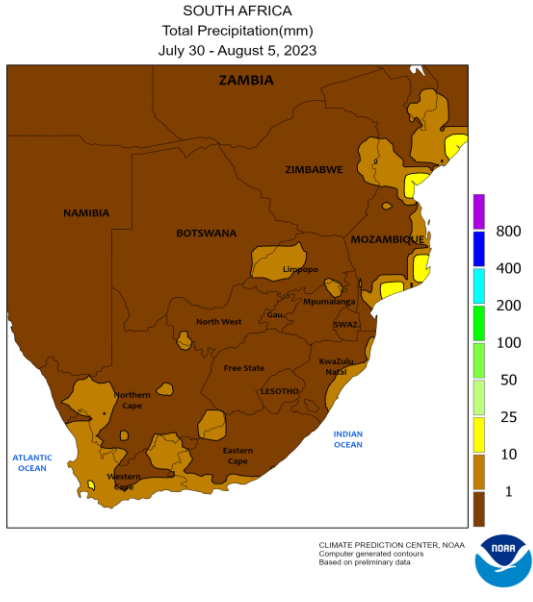 SOUTH AFRICA
Total Precipitation(mm)
July 30 - August 5, 2023
ZAMBIA
ZIMBABWE
NAMIBIA
BOTSWANA
MOZAMBIQUE
Limpopo
Mpumalanga
Gau.
North West
SWAZ.
KwaZulu
Natal
Free State
LESOTHO
Northern
Cape
Eastern
Cape
Western
Cape
ATLANTIC
OCEAN
INDIAN
OCEAN
800
400
200
100
50
25
10
1
CLIMATE PREDICTION CENTER, NOAA
Computer generated contours
Based on preliminary data
NOAA